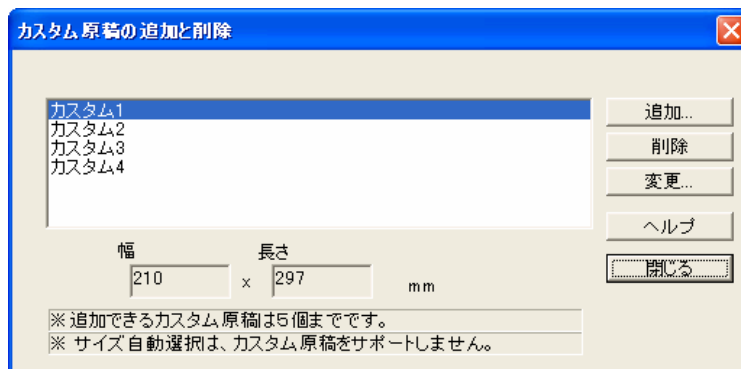 カスタム原稿の追加と削除
カスタム1
カスタム2
カスタム3
カスタム4
追加...
削除
変更...
ヘルプ
閉じる
幅 長さ
210 x 297 mm
※追加できるカスタム原稿は5個までです。
※ サイズ自動選択は、カスタム原稿をサポートしません。